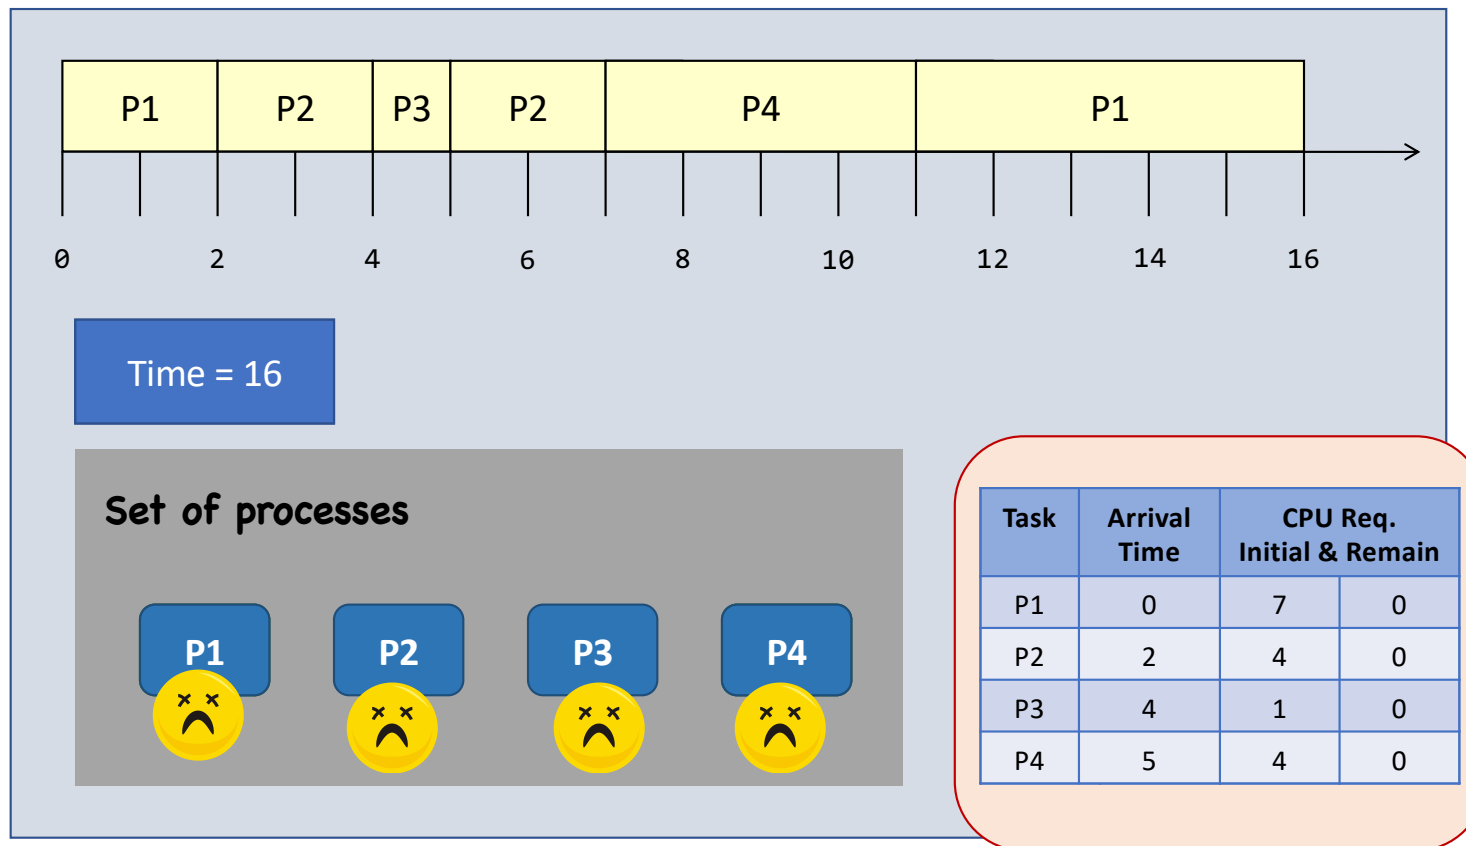 P1 P2 P3 P2 P4 P1
0 2 4 6 8 10 12 14 16
Time = 16
Set of processes
P1 P2 P3 P4
Task Arrival Time CPU Req. Initial & Remain
P1 0 7 0
P2 2 4 0
P3 4 1 0
P4 5 4 0